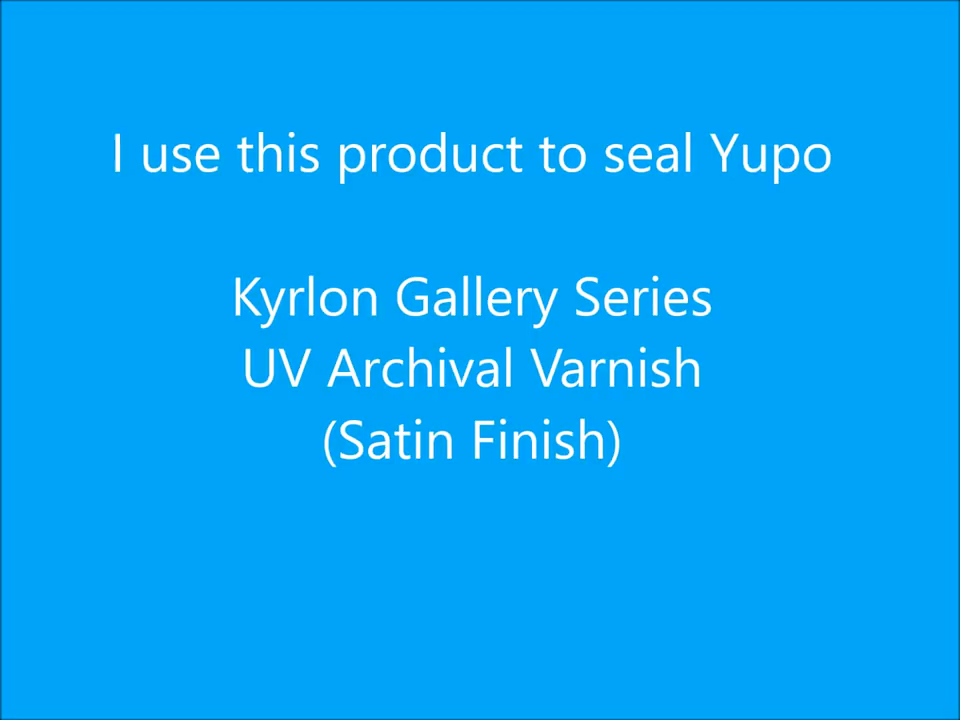 I use this product to seal Yupo
Kyrlon Gallery Series
UV Archival Varnish
(Satin Finish)